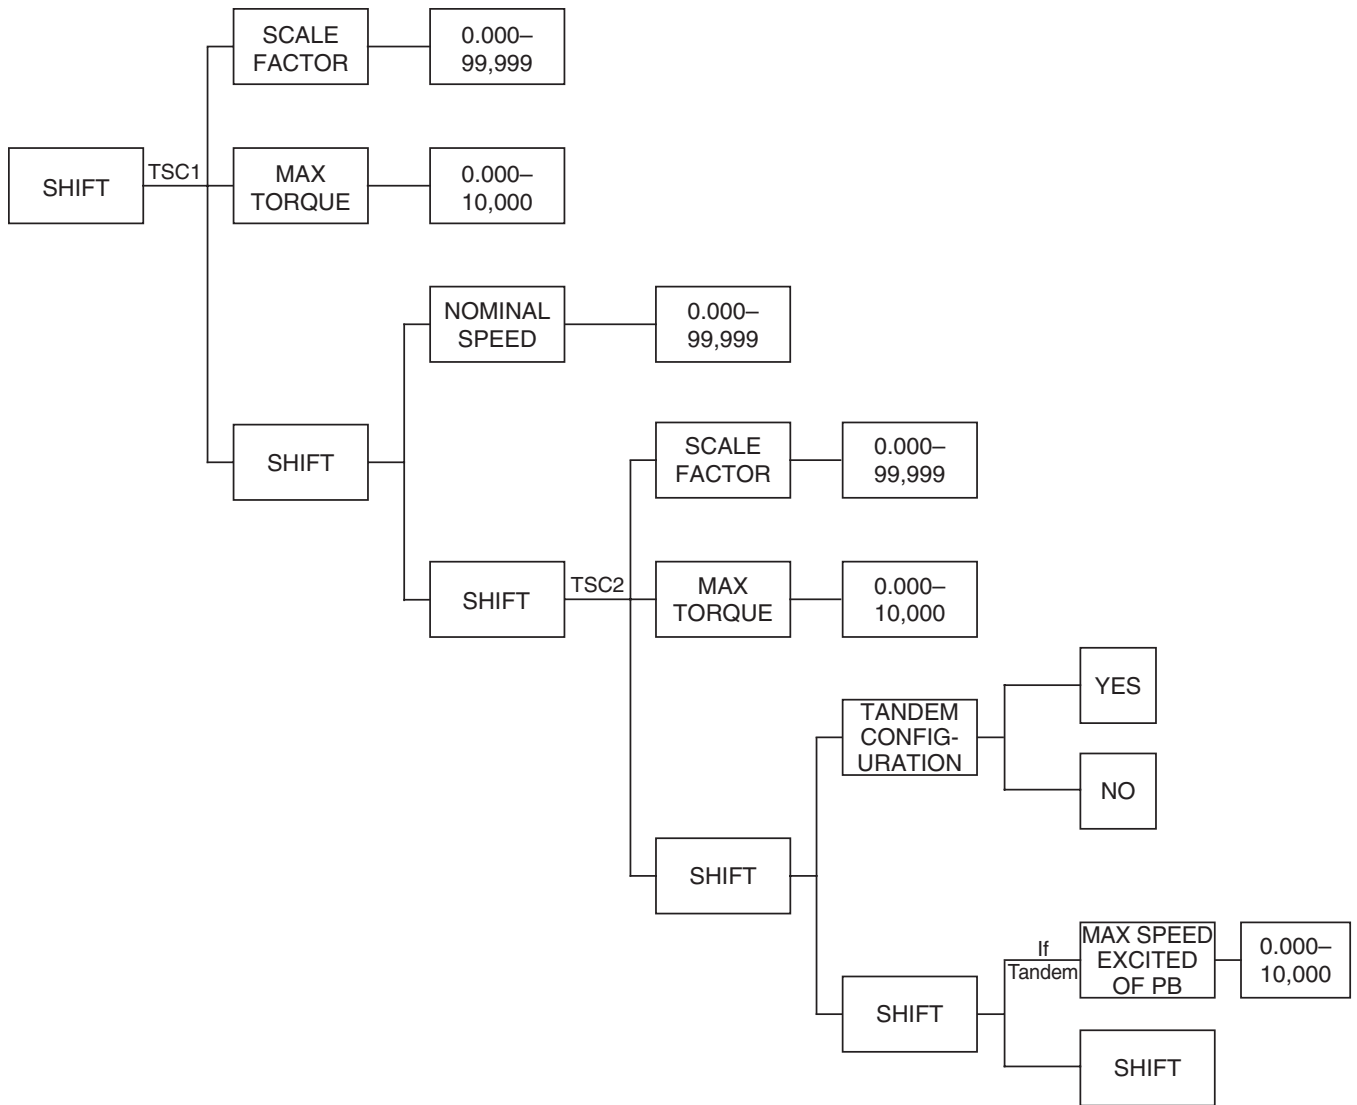 SCALE
FACTOR
0.000–
99,999
SHIFT
TSC1
MAX
TORQUE
0.000–
10,000
NOMINAL
SPEED
0.000–
99,999
SHIFT
SCALE
FACTOR
0.000–
99,999
SHIFT
TSC2
MAX
TORQUE
0.000–
10,000
YES
TANDEM
CONFIG-
URATION
NO
SHIFT
If
Tandem
MAX SPEED
EXCITED
OF PB
0.000–
10,000
SHIFT
SHIFT